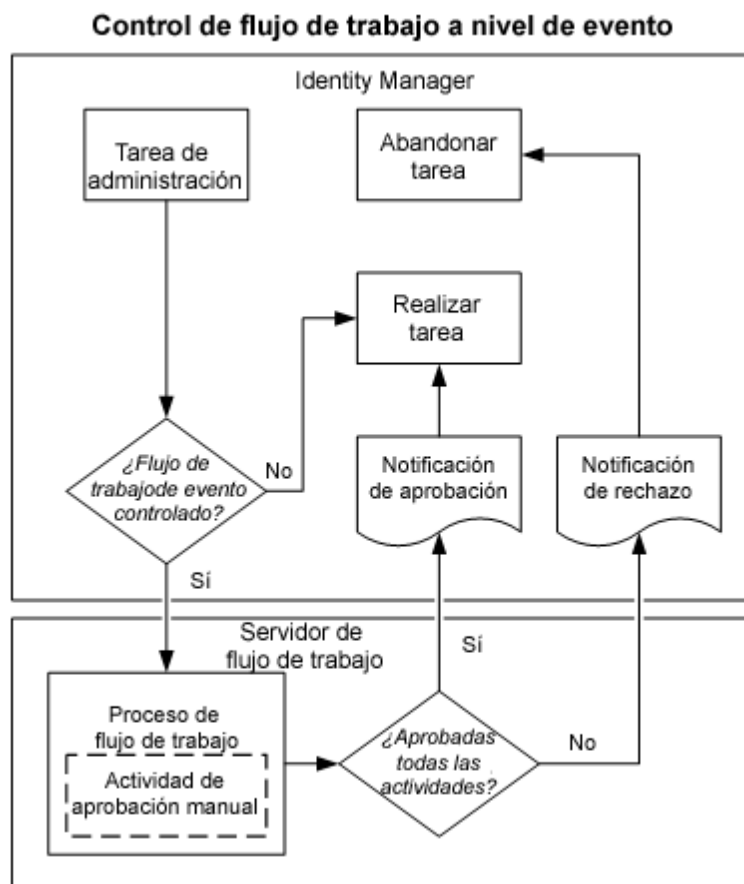 Control de flujo de trabajo a nivel de evento
Identity Manager
Tarea de
administración
Abandonar
tarea
Realizar
tarea
¿Flujo de
trabajode evento
controlado?
No
Notificación
de aprobación
Notificación
de rechazo
Sí
Servidor de
flujo de trabajo
Sí
Proceso de
flujo de trabajo
Actividad de
aprobación manual
¿Aprobadas
todas las
actividades?
No